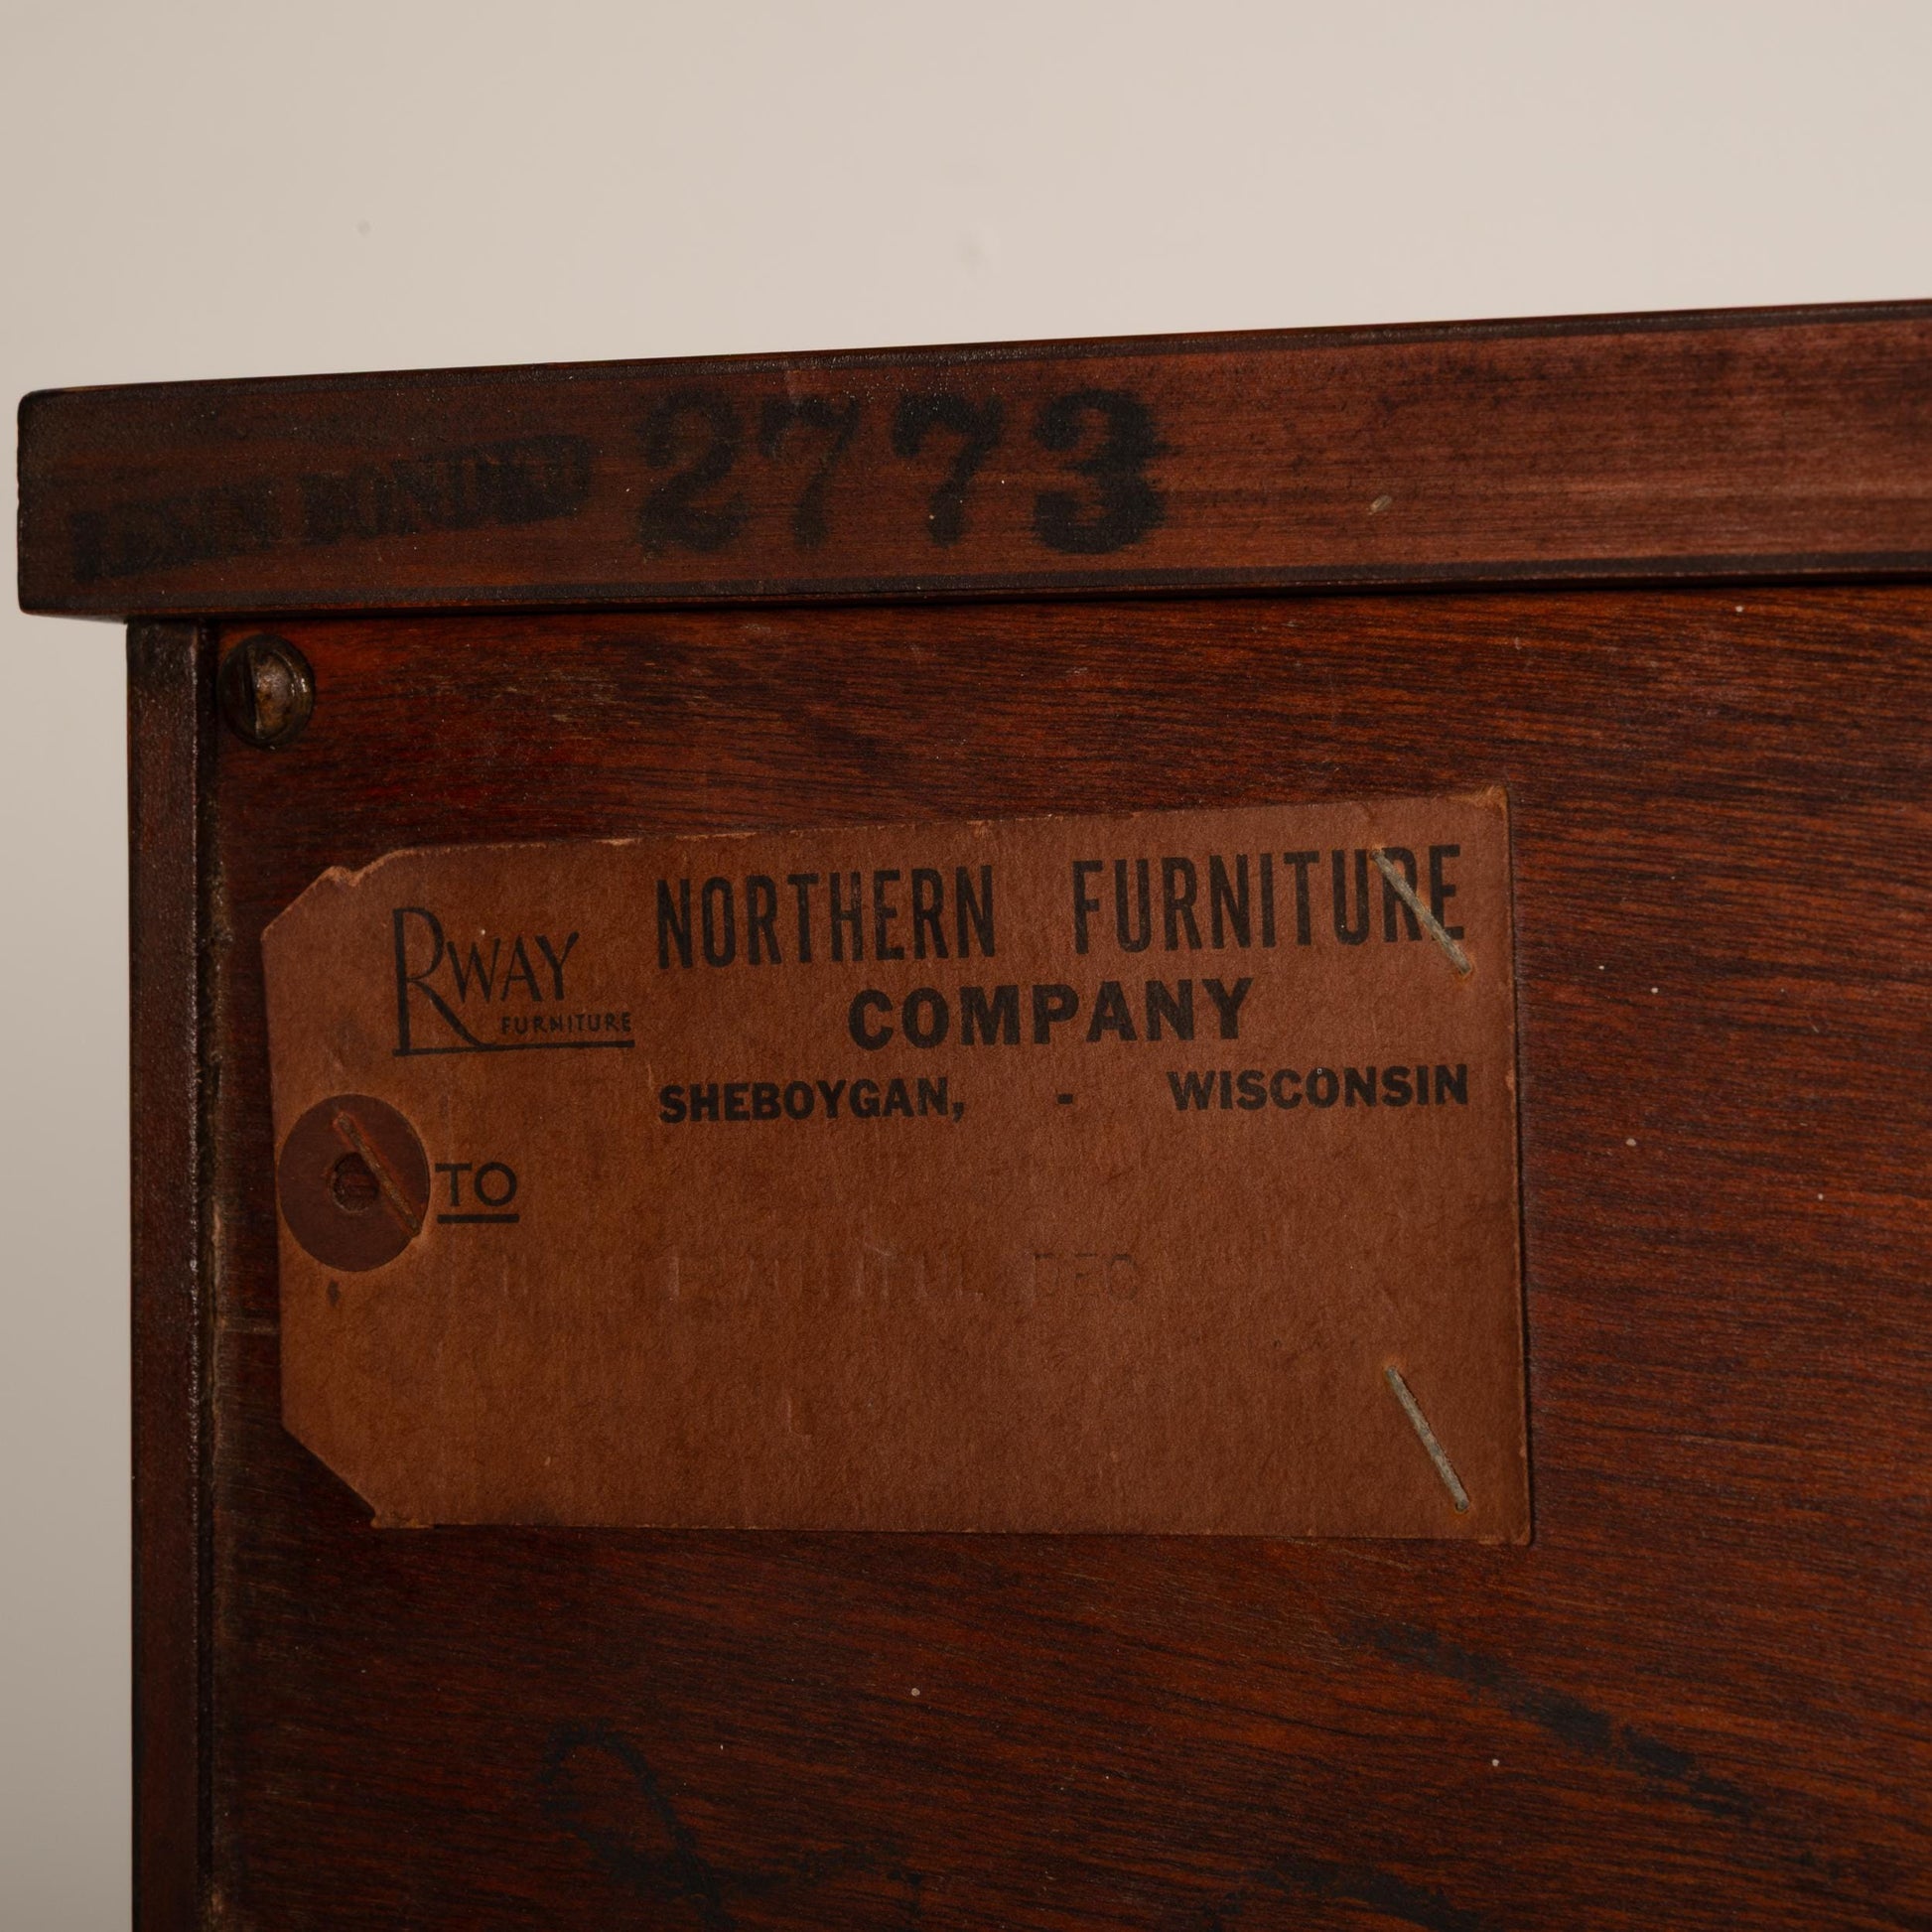 2773
RWAY
FURNITURE
NORTHERN FURNITURE
COMPANY
SHEBOYGAN, - WISCONSIN
TO